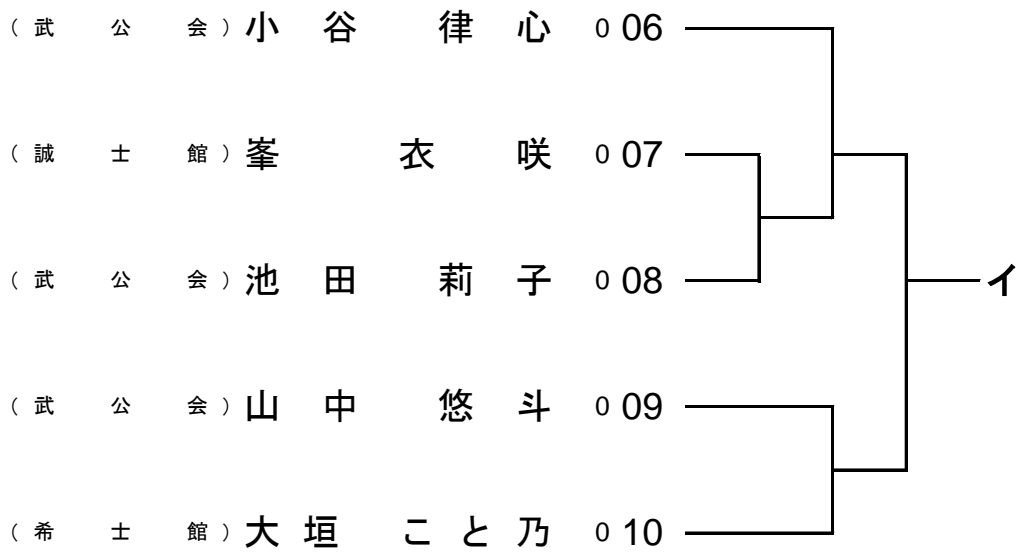 （武公会）小谷 律心 0 06
（誠士館）峯 衣咲 0 07
（武公会）池田 莉子 0 08
イ
（武公会）山中 悠斗 0 09
（希士館）大垣 こと乃 0 10